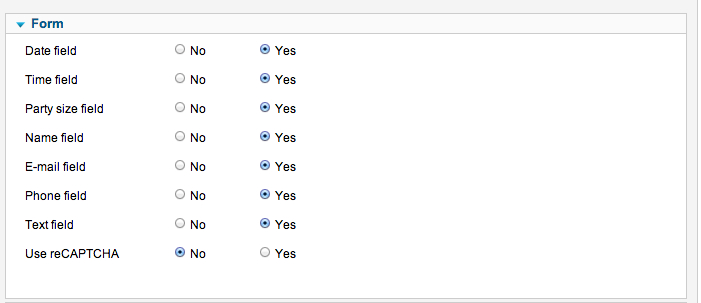 Form
Date field No Yes
Time field No Yes
Party size field No Yes
Name field No Yes
E-mail field No Yes
Phone field No Yes
Text field No Yes
Use reCAPTCHA No Yes